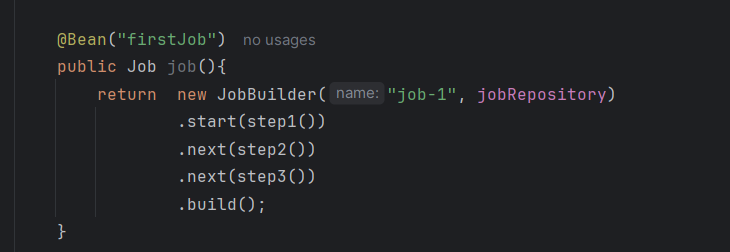 @Bean("firstJob") no usages
public Job job(){
return new JobBuilder( name: "job-1", jobRepository)
.start(step1())
.next(step2())
.next(step3())
.build();
}